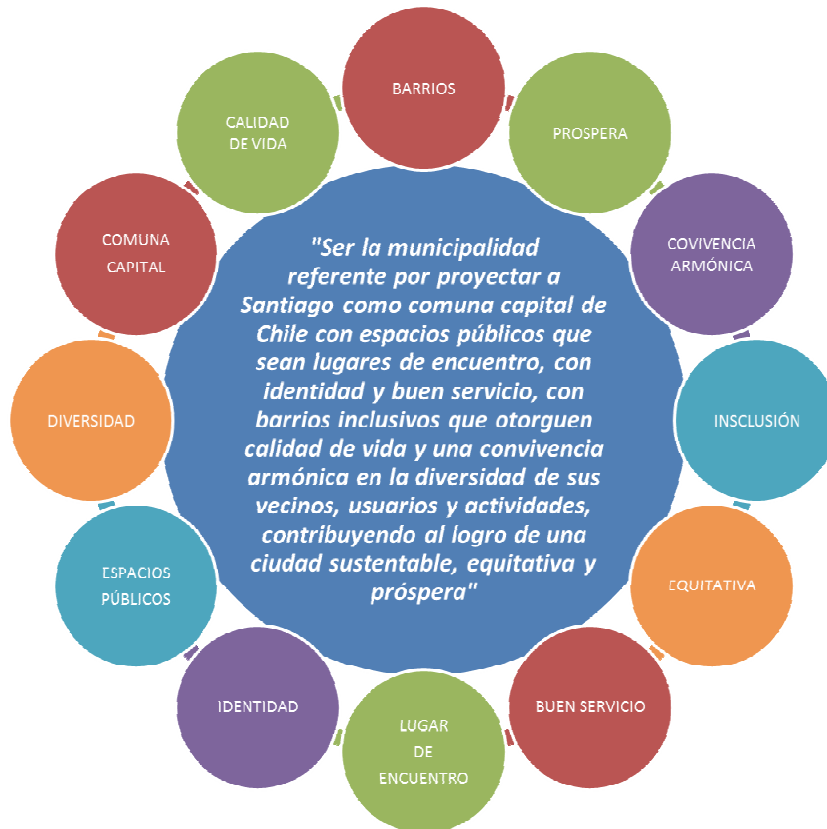 BARRIOS
PROSPERA
COVIVENCIA
ARMÓNICA
INSCLUSIÓN
EQUITATIVA
BUEN SERVICIO
LUGAR
DE
ENCUENTRO
IDENTIDAD
ESPACIOS
PÚBLICOS
DIVERSIDAD
COMUNA
CAPITAL
CALIDAD
DE VIDA
"Ser la municipalidad
referente por proyectar a
Santiago como comuna capital de
Chile con espacios públicos que
sean lugares de encuentro, con
identidad y buen servicio, con
barrios inclusivos que otorguen
calidad de vida y una convivencia
armónica en la diversidad de sus
vecinos, usuarios y actividades,
contribuyendo al logro de una
ciudad sustentable, equitativa y
próspera"